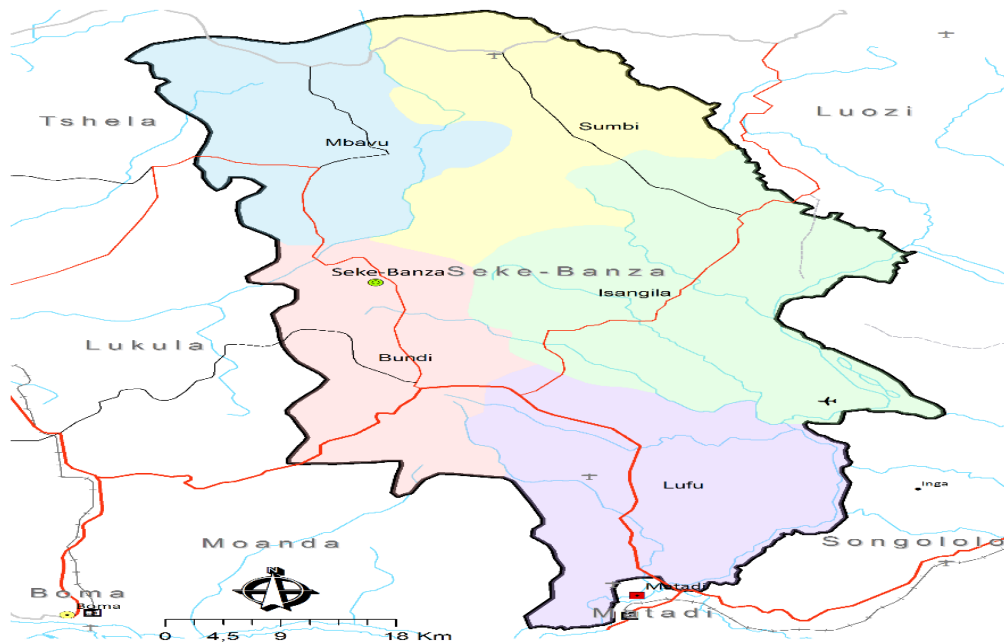 Tshela
Luozi
Sumbi
Mbavu
Seke-Banza
Seke-Banza
Isangila
Lukula
Bundi
Lufu
Inga
Moanda
Songololo
N
Boma
Boma
Matadi
Matadi
0 4,5 9 18 Km